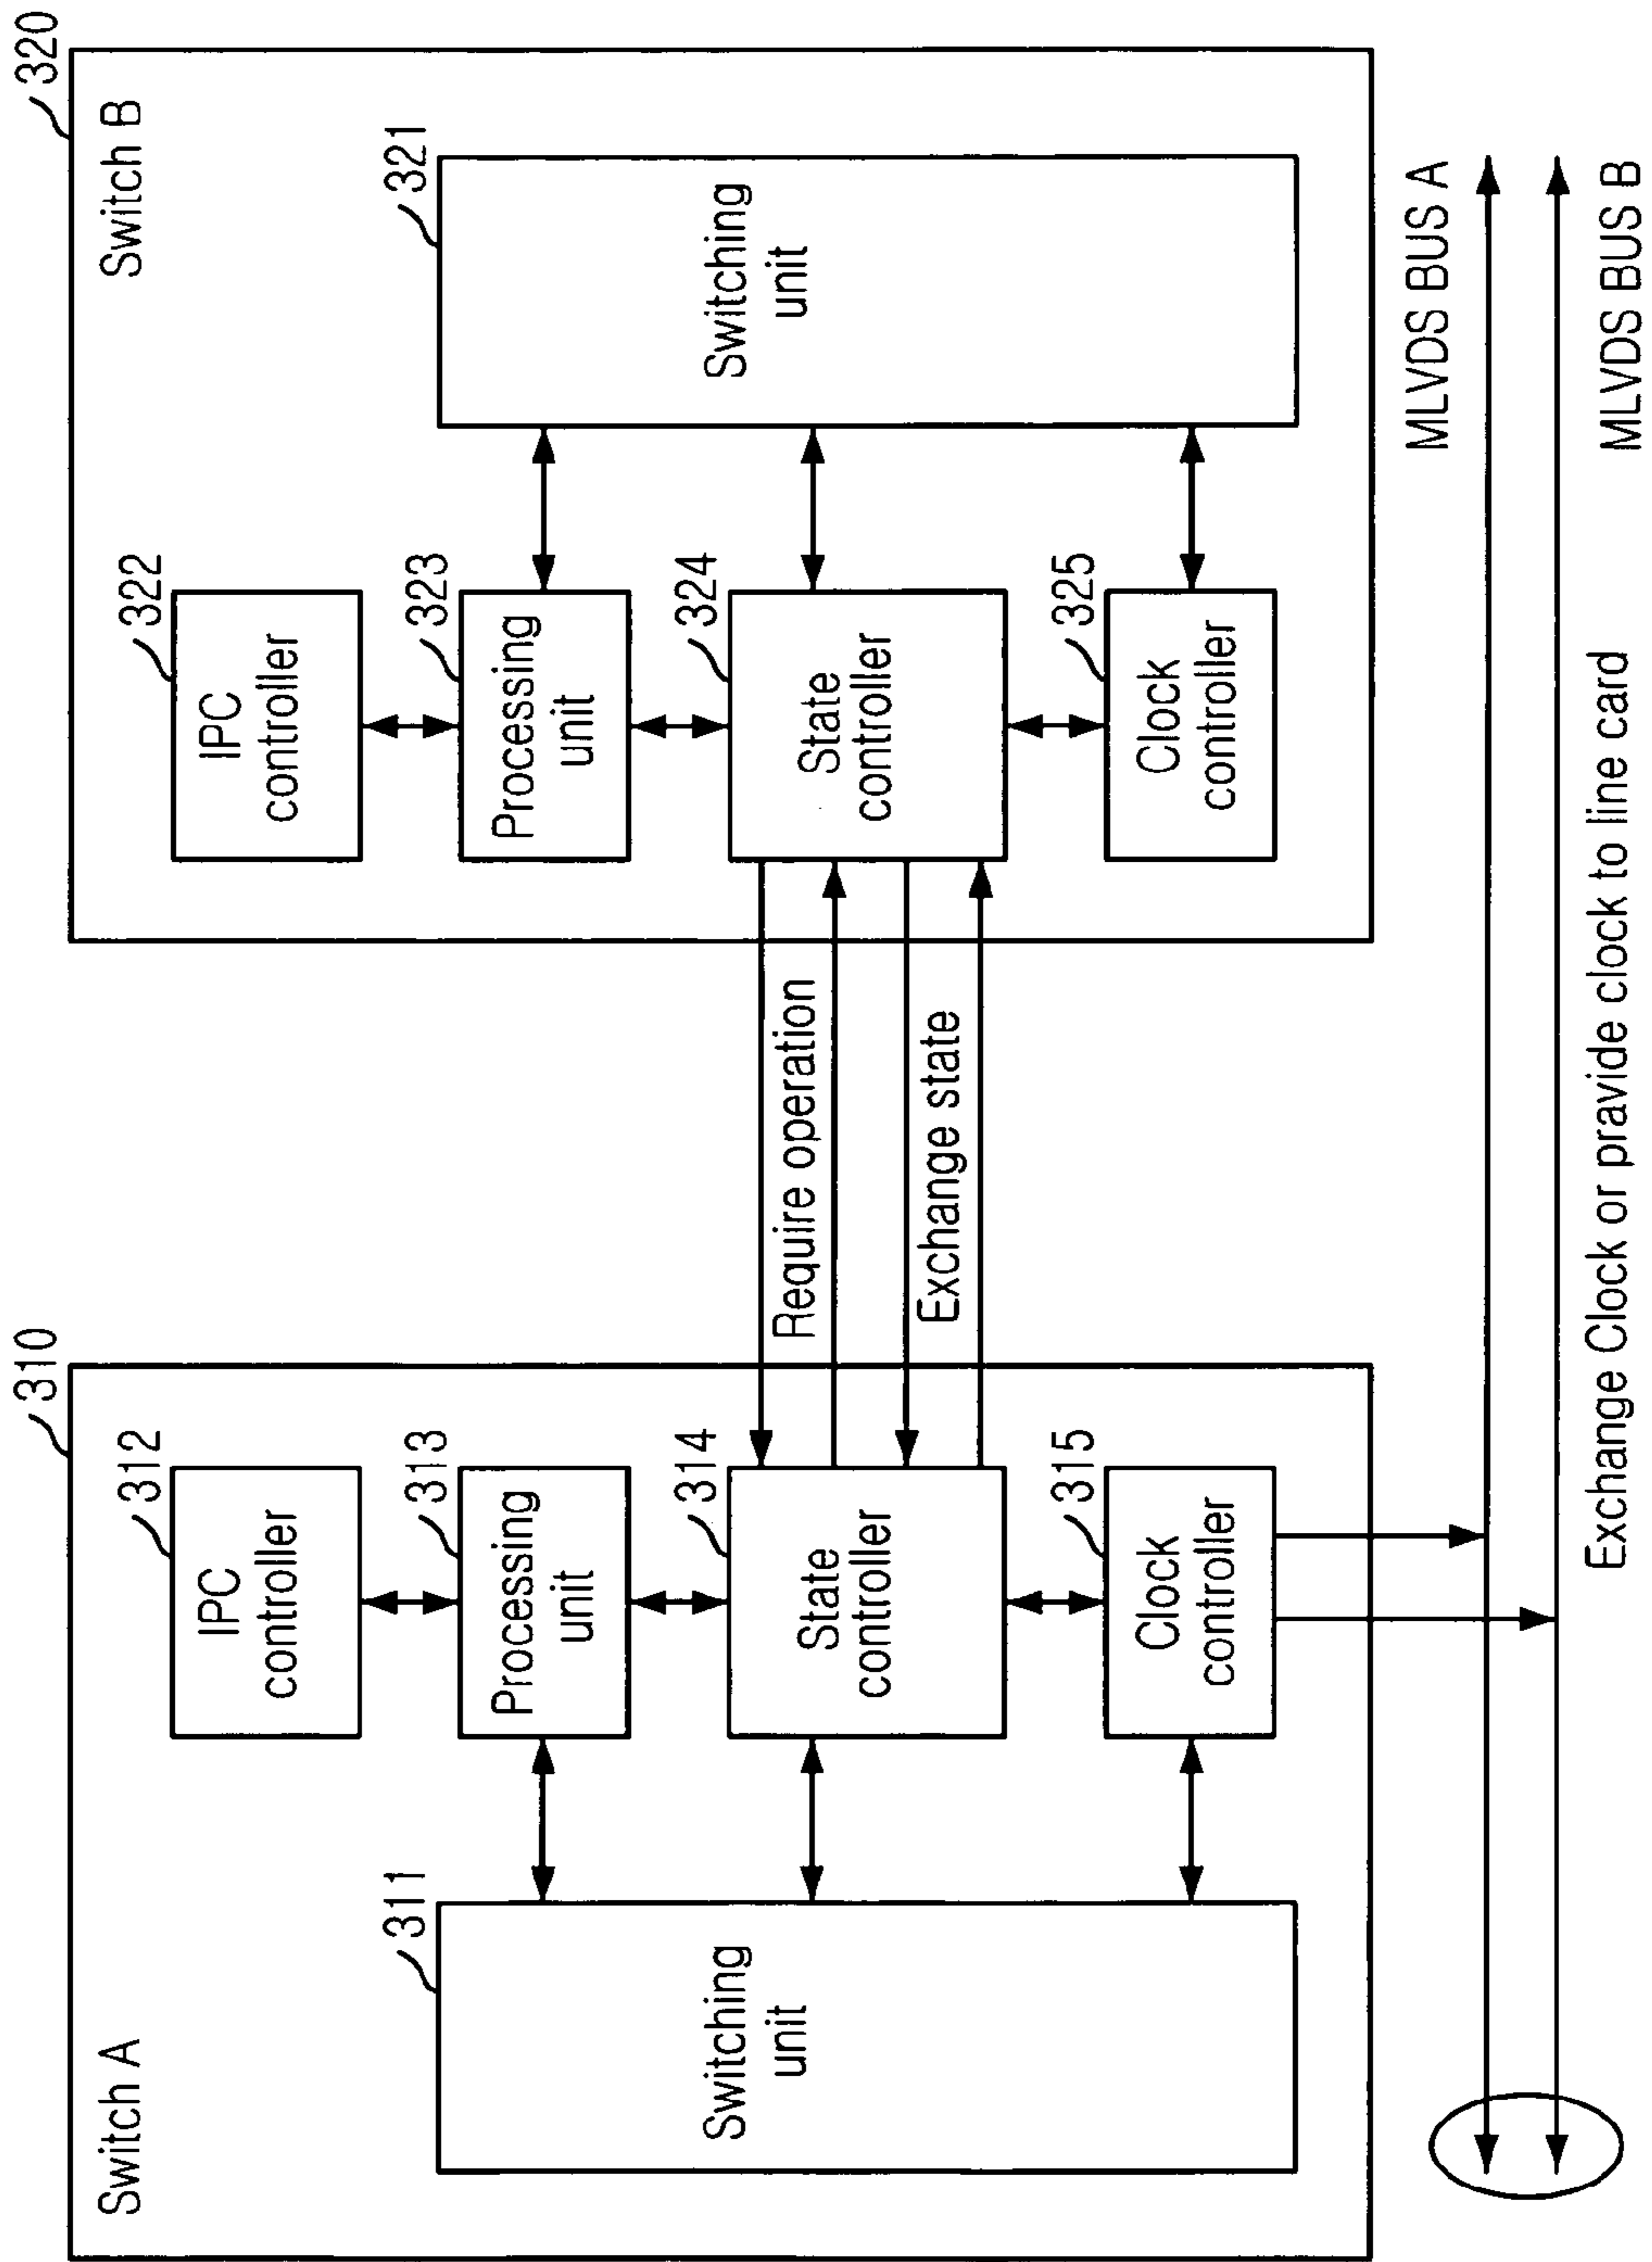 310
320
Switch A
Switch B
312
IPC
controller
322
IPC
controller
311
Switching
unit
313
Processing
unit
323
Processing
unit
321
Switching
unit
314
State
controller
Require operation
Exchange state
324
State
controller
315
Clock
controller
325
Clock
controller
MLVDS BUS A
MLVDS BUS B
Exchange Clock or pravide clock to line card